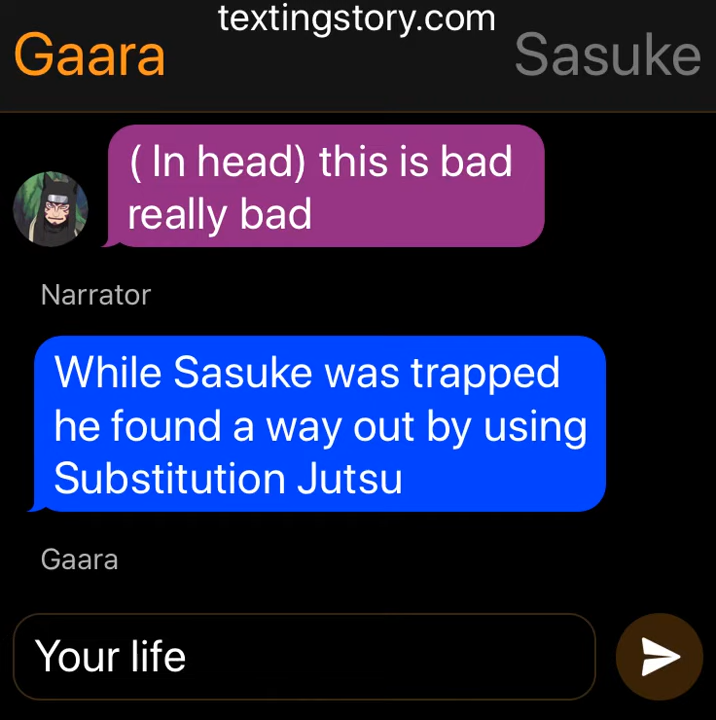 textingstory.com
Gaara Sasuke
( In head) this is bad
really bad
Narrator
While Sasuke was trapped
he found a way out by using
Substitution Jutsu
Gaara
Your life